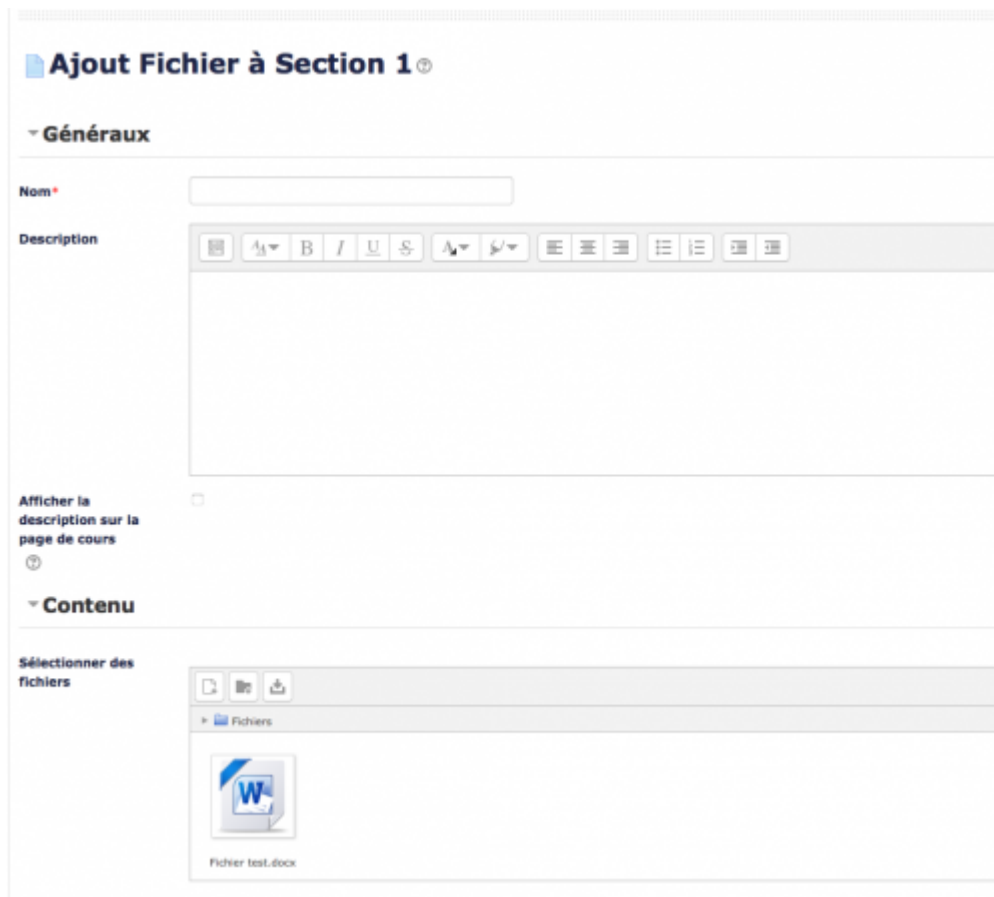 Ajout Fichier à Section 1
Généraux
Nom*
Description
B I U S
Afficher la
description sur la
page de cours
Contenu
Sélectionner des
fichiers
Fichiers
W
Fichier test.docx